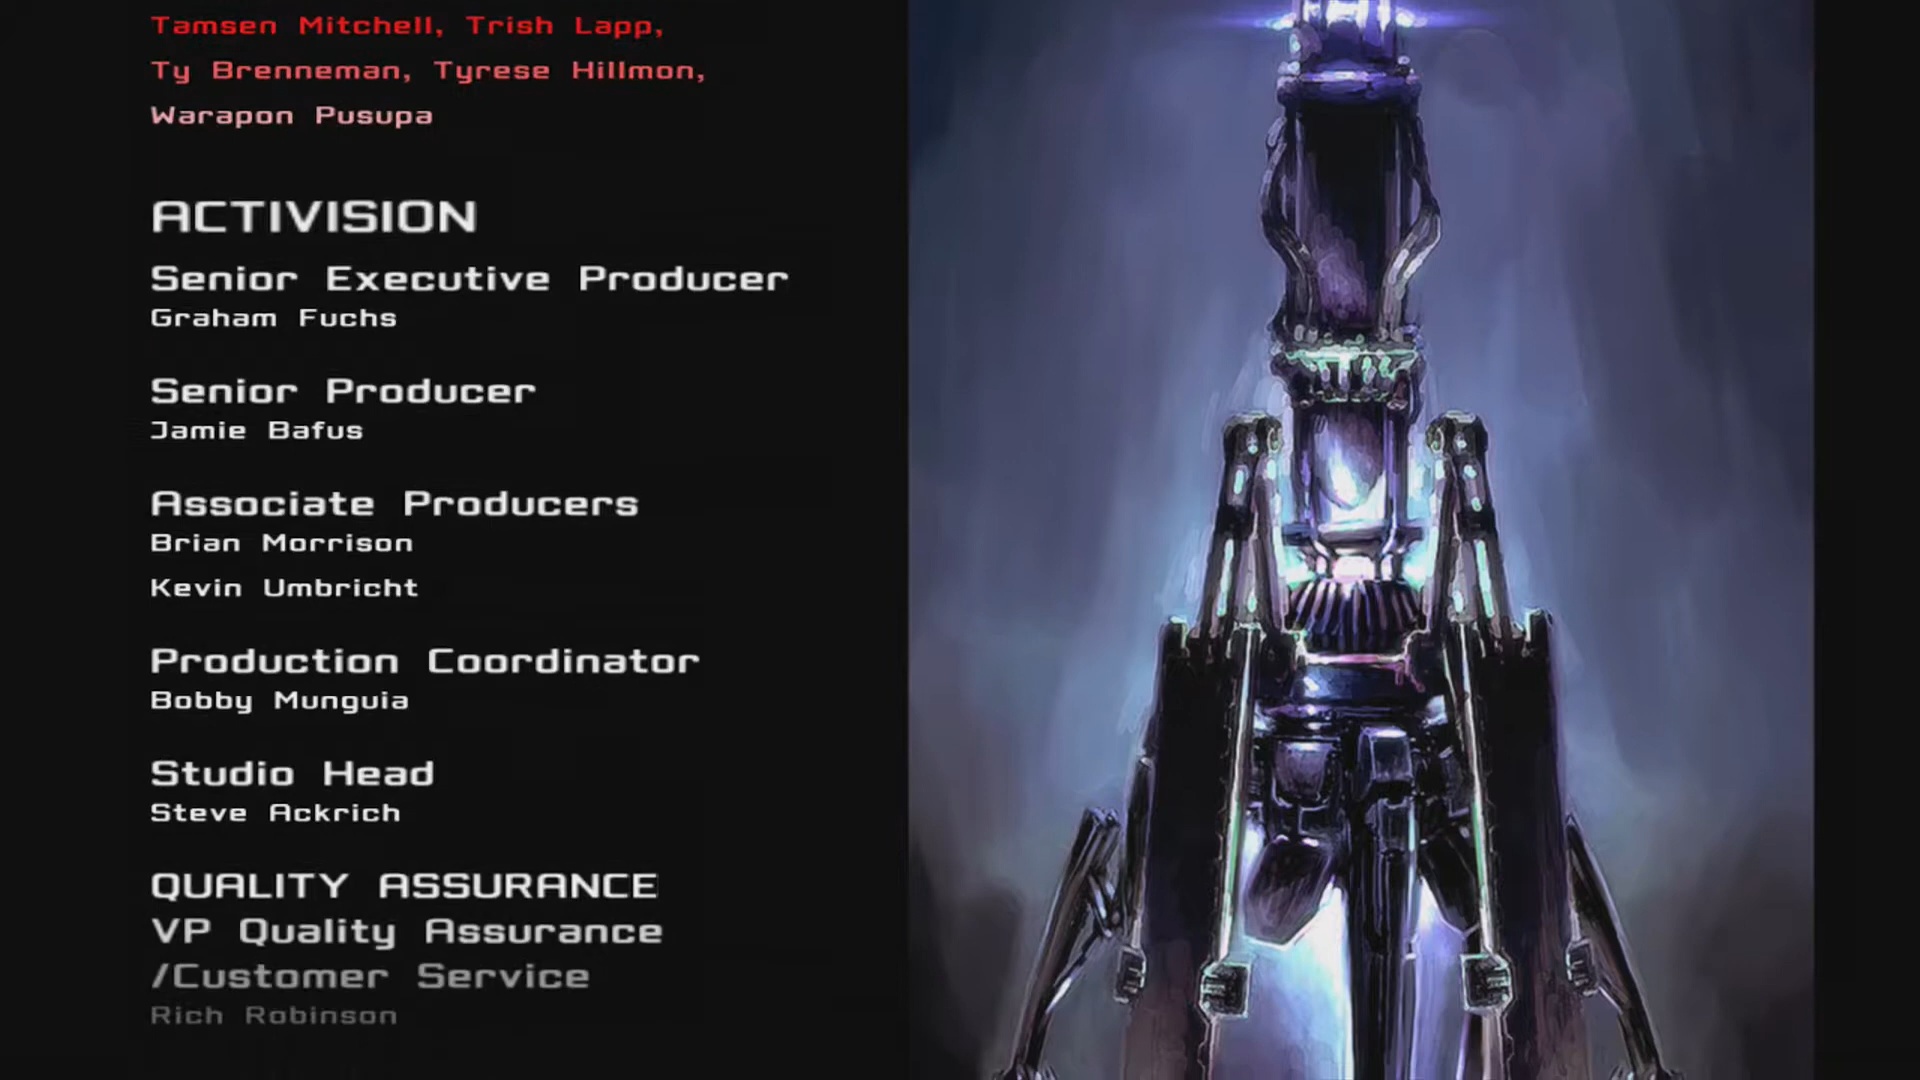 Tamsen Mitchell, Trish Lapp,
Ty Brenneman, Tyrese Hillmon,
Warapon Pusupa
ACTIVISION
Senior Executive Producer
Graham Fuchs
Senior Producer
Jamie Bafus
Associate Producers
Brian Morrison
Kevin Umbricht
Production Coordinator
Bobby Munguia
Studio Head
Steve Ackrich
QUALITY ASSURANCE
VP Quality Assurance
/Customer Service
Rich Robinson